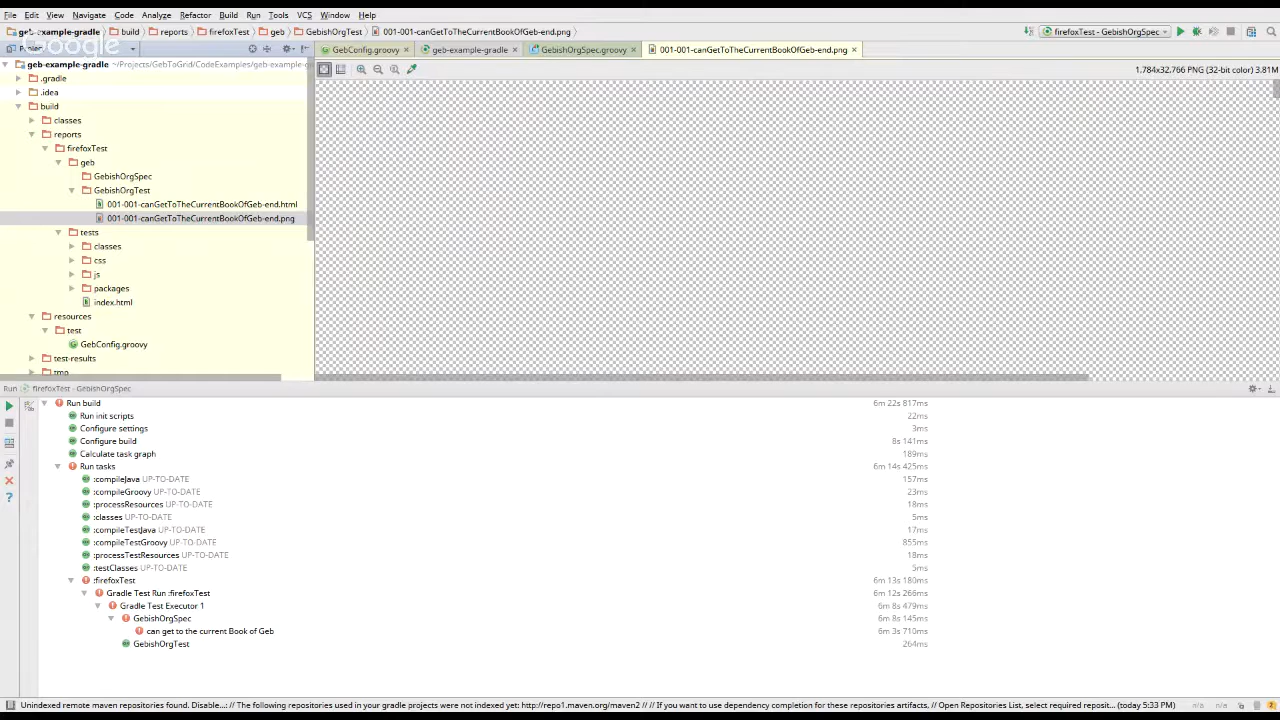 File Edit View Navigate Code Analyze Refactor Build Run Tools VCS Window Help
geb-example-gradle build reports firefoxTest geb GebishOrgTest 001-001-canGetToTheCurrentBookOfGeb-end.png firefoxTest - GebishOrgSpec
Google
GebConfig.groovy geb-example-gradle GebishOrgSpec.groovy 001-001-canGetToTheCurrentBookOfGeb-end.png
geb-example-gradle ~/Projects/GebToGrid/CodeExamples/geb-example-g
1.784x32.766 PNG (32-bit color) 3.81M
.gradle
.idea
build
classes
reports
firefoxTest
geb
GebishOrgSpec
GebishOrgTest
001-001-canGetToTheCurrentBookOfGeb-end.html
001-001-canGetToTheCurrentBookOfGeb-end.png
tests
classes
css
js
packages
index.html
resources
test
GebConfig.groovy
test-results
tmp
Run firefoxTest - GebishOrgSpec
Run build 6m 22s 817ms
Run init scripts 22ms
Configure settings 3ms
Configure build 8s 141ms
Calculate task graph 189ms
Run tasks 6m 14s 425ms
:compileJava UP-TO-DATE 157ms
:compileGroovy UP-TO-DATE 23ms
:processResources UP-TO-DATE 18ms
:classes UP-TO-DATE 5ms
:compileTestJava UP-TO-DATE 17ms
:compileTestGroovy UP-TO-DATE 855ms
:processTestResources UP-TO-DATE 18ms
:testClasses UP-TO-DATE 5ms
:firefoxTest 6m 13s 180ms
Gradle Test Run :firefoxTest 6m 12s 266ms
Gradle Test Executor 1 6m 8s 479ms
GebishOrgSpec 6m 8s 145ms
can get to the current Book of Geb 6m 3s 710ms
GebishOrgTest 264ms
Unindexed remote maven repositories found. Disable...: // The following repositories used in your gradle projects were not indexed yet: http://repo1.maven.org/maven2 // // If you want to use dependency completion for these repositories artifacts, // Open Repositories List, select required reposit... (today 5:33 PM) n/a n/a 2